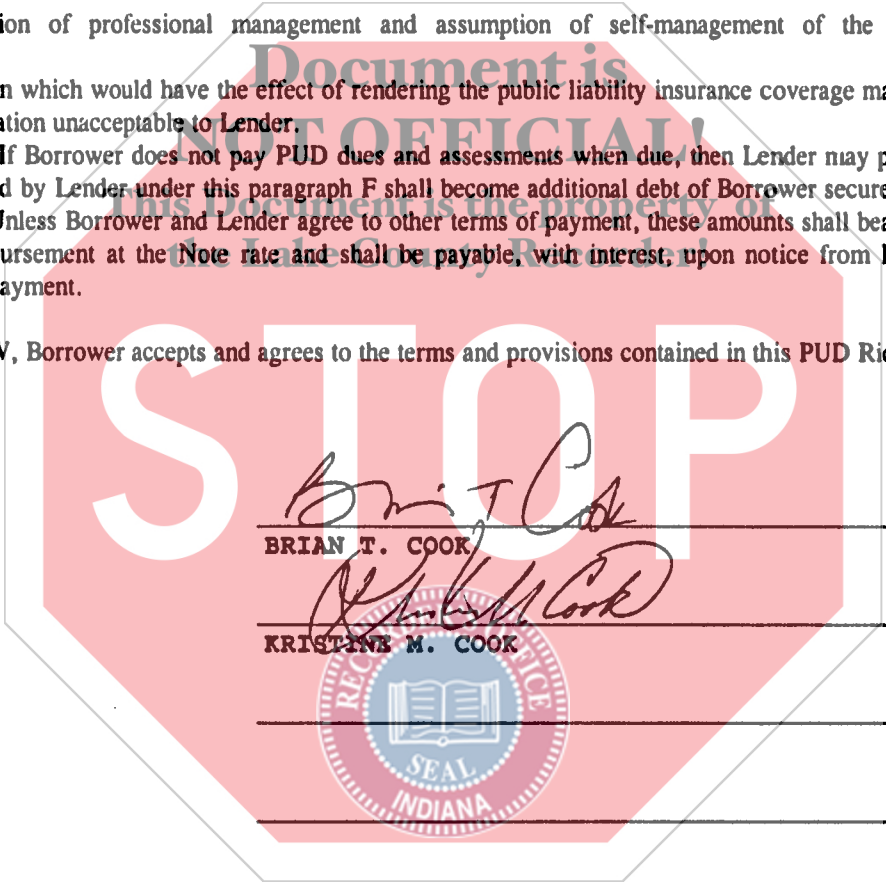 ion of professional management and assumption of self-management of the
Document is
n which would have the effect of rendering the public liability insurance coverage ma
ation unacceptable to Lender.
NOT OFFICIAL!
If Borrower does not pay PUD dues and assessments when due, then Lender may p
d by Lender under this paragraph F shall become additional debt of Borrower secure
This Document is the property of
Unless Borrower and Lender agree to other terms of payment, these amounts shall bea
ursement at the Note rate and shall be payable, with interest, upon notice from
the Lake County Recorder!
ayment.
V, Borrower accepts and agrees to the terms and provisions contained in this PUD Ri
STOP
Brian T Cook
BRIAN T. COOK
Kristine M Cook
KRISTINE M. COOK
RECORDER'S OFFICE
SEAL
INDIANA